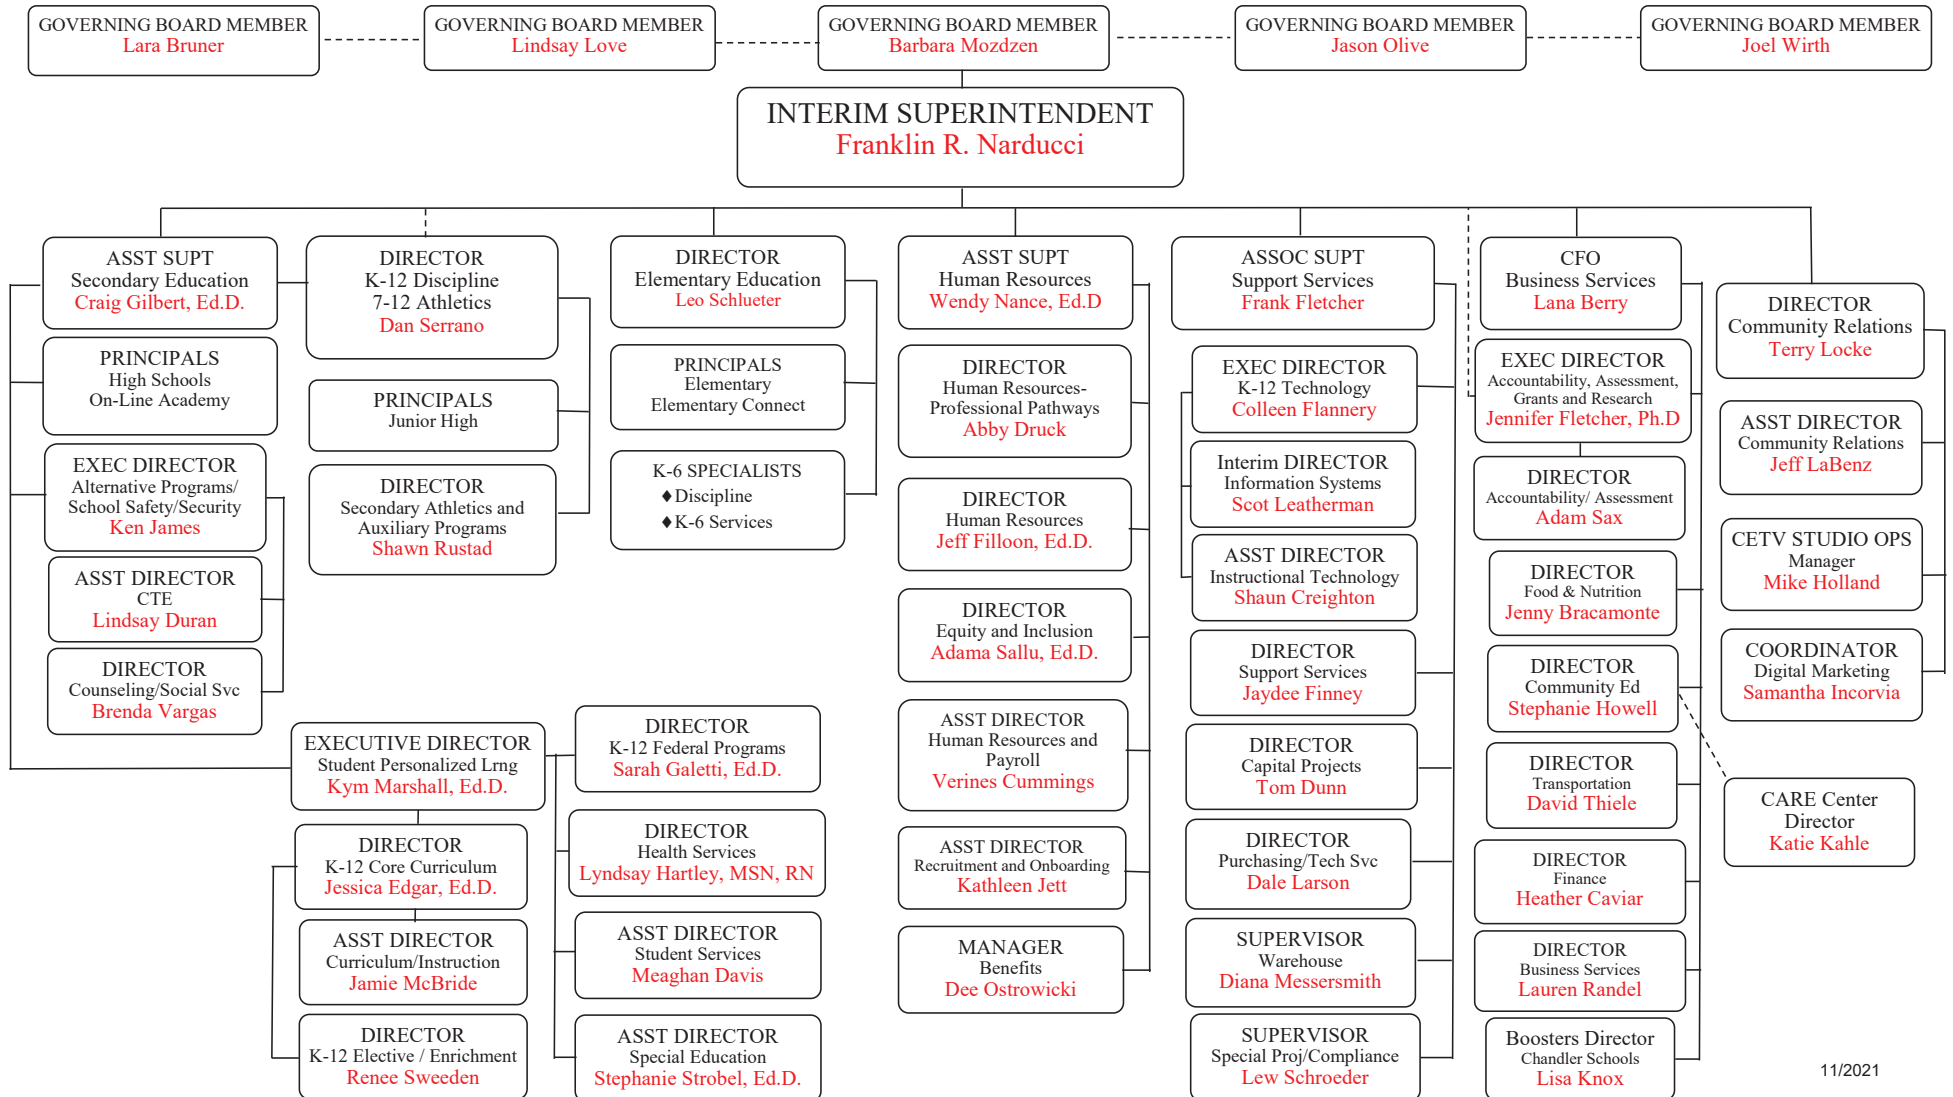 GOVERNING BOARD MEMBER
Lara Bruner
GOVERNING BOARD MEMBER
Lindsay Love
GOVERNING BOARD MEMBER
Barbara Mozdzen
GOVERNING BOARD MEMBER
Jason Olive
GOVERNING BOARD MEMBER
Joel Wirth
INTERIM SUPERINTENDENT
Franklin R. Narducci
ASST SUPT
Secondary Education
Craig Gilbert, Ed.D.
PRINCIPALS
High Schools
On-Line Academy
EXEC DIRECTOR
Alternative Programs/
School Safety/Security
Ken James
ASST DIRECTOR
CTE
Lindsay Duran
DIRECTOR
Counseling/Social Svc
Brenda Vargas
DIRECTOR
K-12 Discipline
7-12 Athletics
Dan Serrano
PRINCIPALS
Junior High
DIRECTOR
Secondary Athletics and
Auxiliary Programs
Shawn Rustad
EXECUTIVE DIRECTOR
Student Personalized Lrng
Kym Marshall, Ed.D.
DIRECTOR
K-12 Core Curriculum
Jessica Edgar, Ed.D.
ASST DIRECTOR
Curriculum/Instruction
Jamie McBride
DIRECTOR
K-12 Elective / Enrichment
Renee Sweeden
DIRECTOR
K-12 Federal Programs
Sarah Galetti, Ed.D.
DIRECTOR
Health Services
Lyndsay Hartley, MSN, RN
ASST DIRECTOR
Student Services
Meaghan Davis
ASST DIRECTOR
Special Education
Stephanie Strobel, Ed.D.
DIRECTOR
Elementary Education
Leo Schlueter
PRINCIPALS
Elementary
Elementary Connect
K-6 SPECIALISTS
♦Discipline
♦K-6 Services
ASST SUPT
Human Resources
Wendy Nance, Ed.D
DIRECTOR
Human Resources-
Professional Pathways
Abby Druck
DIRECTOR
Human Resources
Jeff Filloon, Ed.D.
DIRECTOR
Equity and Inclusion
Adama Sallu, Ed.D.
ASST DIRECTOR
Human Resources and
Payroll
Verines Cummings
ASST DIRECTOR
Recruitment and Onboarding
Kathleen Jett
MANAGER
Benefits
Dee Ostrowicki
ASSOC SUPT
Support Services
Frank Fletcher
EXEC DIRECTOR
K-12 Technology
Colleen Flannery
Interim DIRECTOR
Information Systems
Scot Leatherman
ASST DIRECTOR
Instructional Technology
Shaun Creighton
DIRECTOR
Support Services
Jaydee Finney
DIRECTOR
Capital Projects
Tom Dunn
DIRECTOR
Purchasing/Tech Svc
Dale Larson
SUPERVISOR
Warehouse
Diana Messersmith
SUPERVISOR
Special Proj/Compliance
Lew Schroeder
CFO
Business Services
Lana Berry
EXEC DIRECTOR
Accountability, Assessment,
Grants and Research
Jennifer Fletcher, Ph.D
DIRECTOR
Accountability/ Assessment
Adam Sax
DIRECTOR
Food & Nutrition
Jenny Bracamonte
DIRECTOR
Community Ed
Stephanie Howell
DIRECTOR
Transportation
David Thiele
DIRECTOR
Finance
Heather Caviar
DIRECTOR
Business Services
Lauren Randel
Boosters Director
Chandler Schools
Lisa Knox
DIRECTOR
Community Relations
Terry Locke
ASST DIRECTOR
Community Relations
Jeff LaBenz
CETV STUDIO OPS
Manager
Mike Holland
COORDINATOR
Digital Marketing
Samantha Incorvia
CARE Center
Director
Katie Kahle
11/2021